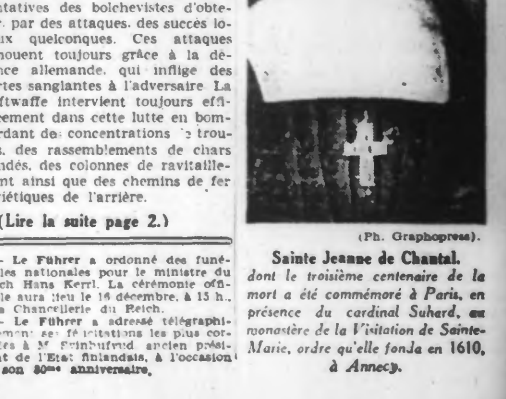 tatives des bolchevistes d'obte-
par des attaques. des succès lo-
ux quelconques. Ces attaques
houent toujours grâce à la dé-
nce allemande. qui inflige des
rtes sanglantes à l'adversaire La
ftwaffe intervient toujours effi-
cement dans cette lutte en bom-
rdant des concentrations trou-
s. des rassemblements de chars
ndés. des colonnes de ravitaille-
nt ainsi que des chemins de fer
iétiques de l'arrière.
(Lire la suite page 2.)
- Le Führer a ordonné des funé-
les nationales pour le ministre du
ch Hans Kerrl. La cérémonie offi-
le aura lieu le 16 décembre, à 15 h.,
a Chancellerie du Reich.
- Le Führer a adressé télégraphi-
ement ses félicitations les plus cor-
es à M. ancien prési-
t de l'Etat finlandais, à l'occasion
son 80me anniversaire.
(Ph. Graphopress).
Sainte Jeanne de Chantal,
dont le troisième centenaire de la
mort a été commémoré à Paris, en
présence du cardinal Suhard, au
monastère de la Visitation de Sainte-
Marie, ordre qu'elle fonda en 1610,
à Annecy.